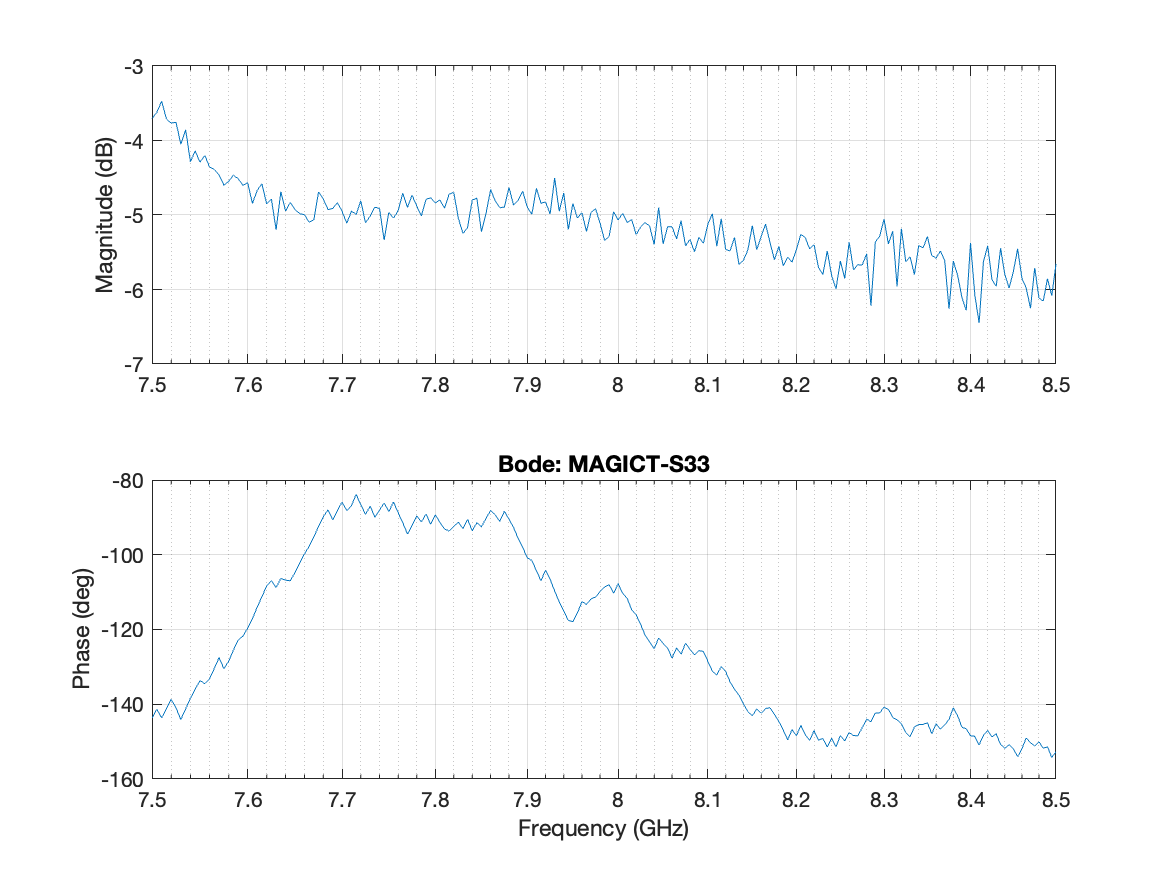 -3
-4
-5
-6
-7
Magnitude (dB)
7.5 7.6 7.7 7.8 7.9 8 8.1 8.2 8.3 8.4 8.5
Bode: MAGICT-S33
-80
-100
-120
-140
-160
Phase (deg)
7.5 7.6 7.7 7.8 7.9 8 8.1 8.2 8.3 8.4 8.5
Frequency (GHz)